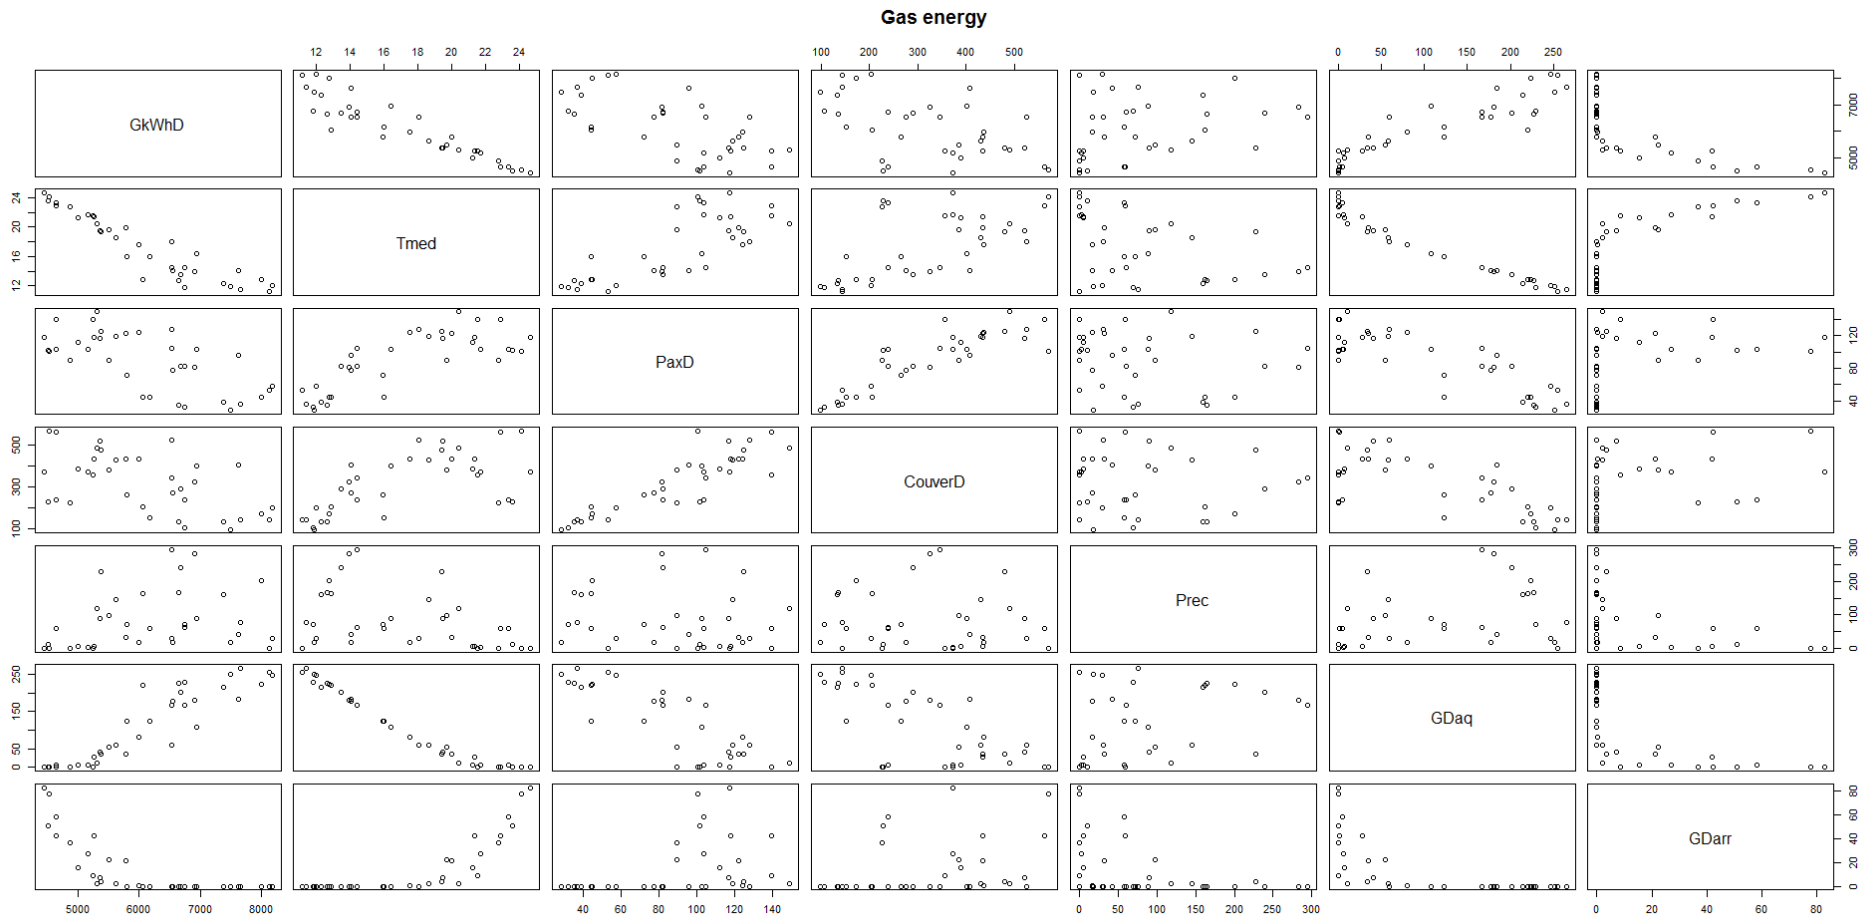 Gas energy
12 14 16 18 20 22 24
100 200 300 400 500
0 50 100 150 200 250
GkWhD
5000 7000
12 16 20 24
Tmed
PaxD
40 80 120
100 300 500
CouverD
Prec
0 100 200 300
0 50 150 250
GDaq
GDarr
0 20 40 60 80
5000 6000 7000 8000
40 60 80 100 120 140
0 50 100 150 200 250 300
0 20 40 60 80